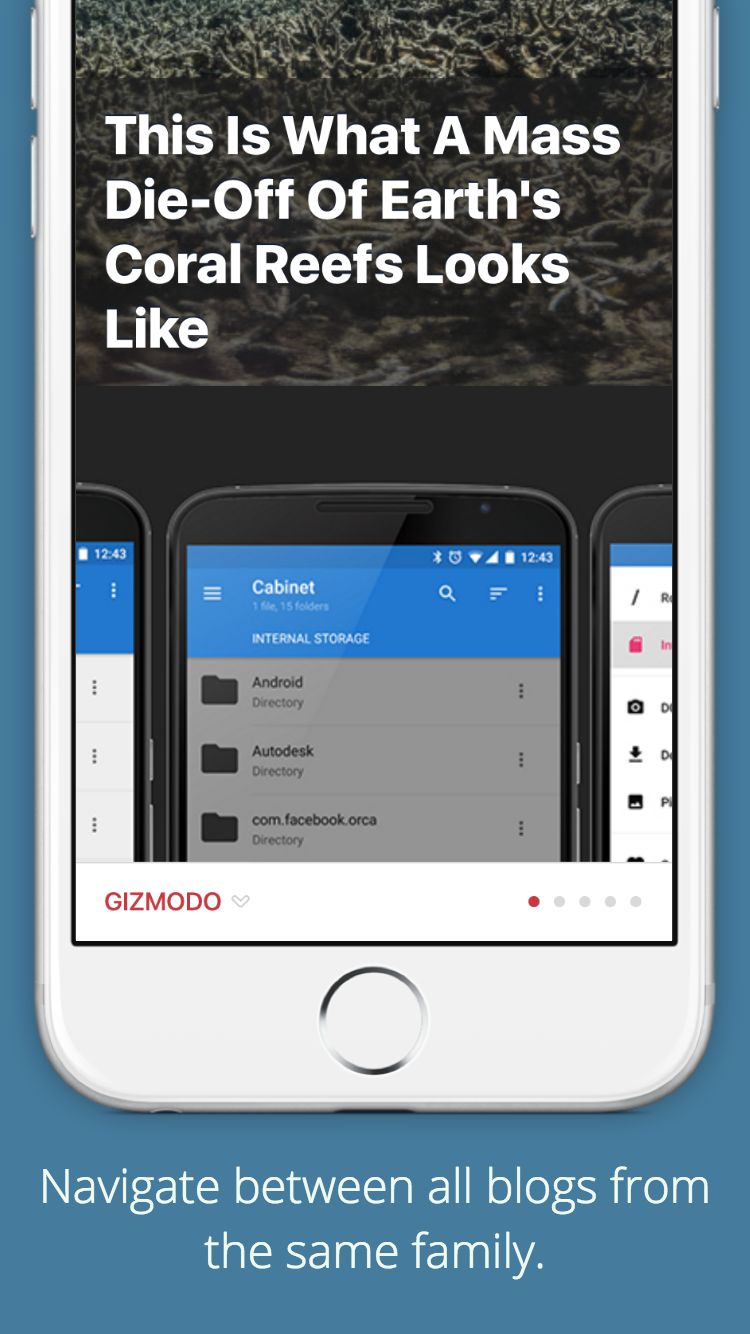 This Is What A Mass
Die-Off Of Earth's
Coral Reefs Looks
Like
12:43
12:43
Cabinet
1 file, 15 folders
INTERNAL STORAGE
Android
Directory
Autodesk
Directory
com.facebook.orca
Directory
GIZMODO
Navigate between all blogs from
the same family.